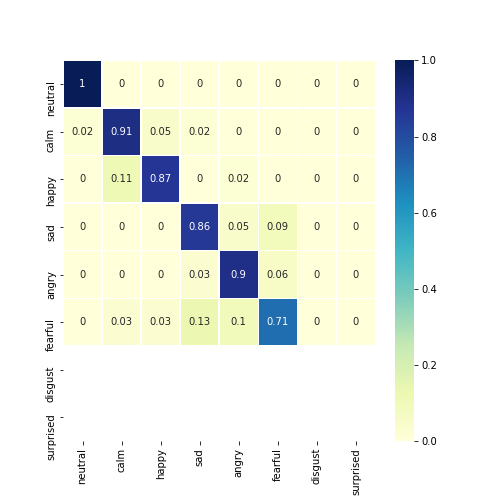 neutral 1 0 0 0 0 0 0 0
calm 0.02 0.91 0.05 0.02 0 0 0 0
happy 0 0.11 0.87 0 0.02 0 0 0
sad 0 0 0 0.86 0.05 0.09 0 0
angry 0 0 0 0.03 0.9 0.06 0 0
fearful 0 0.03 0.03 0.13 0.1 0.71 0 0
disgust
surprised
neutral calm happy sad angry fearful disgust surprised
1.0
0.8
0.6
0.4
0.2
0.0